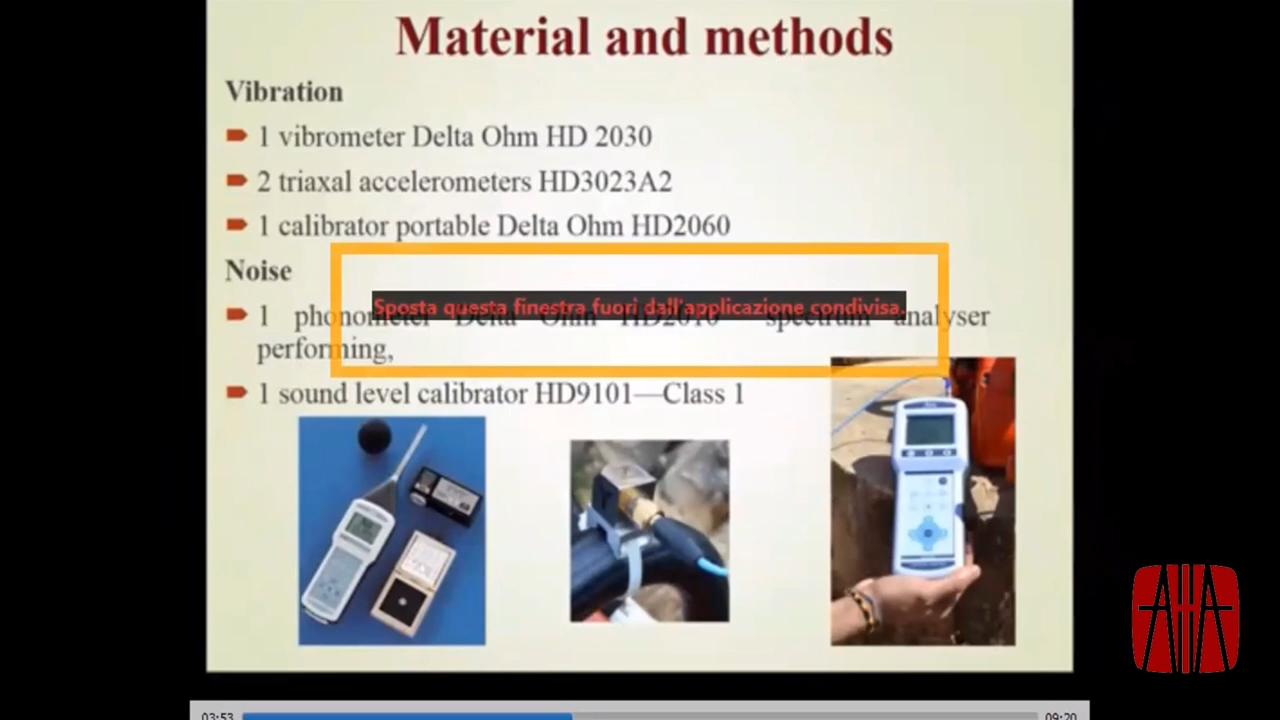 Material and methods
Vibration
1 vibrometer Delta Ohm HD 2030
2 triaxal accelerometers HD3023A2
1 calibrator portable Delta Ohm HD2060
Noise
Sposta questa finestra fuori dall'applicazione condivisa.
1 phonometer Delta Ohm HD2010 spectrum analyser
performing,
1 sound level calibrator HD9101—Class 1
AIIA
03:53
09:20